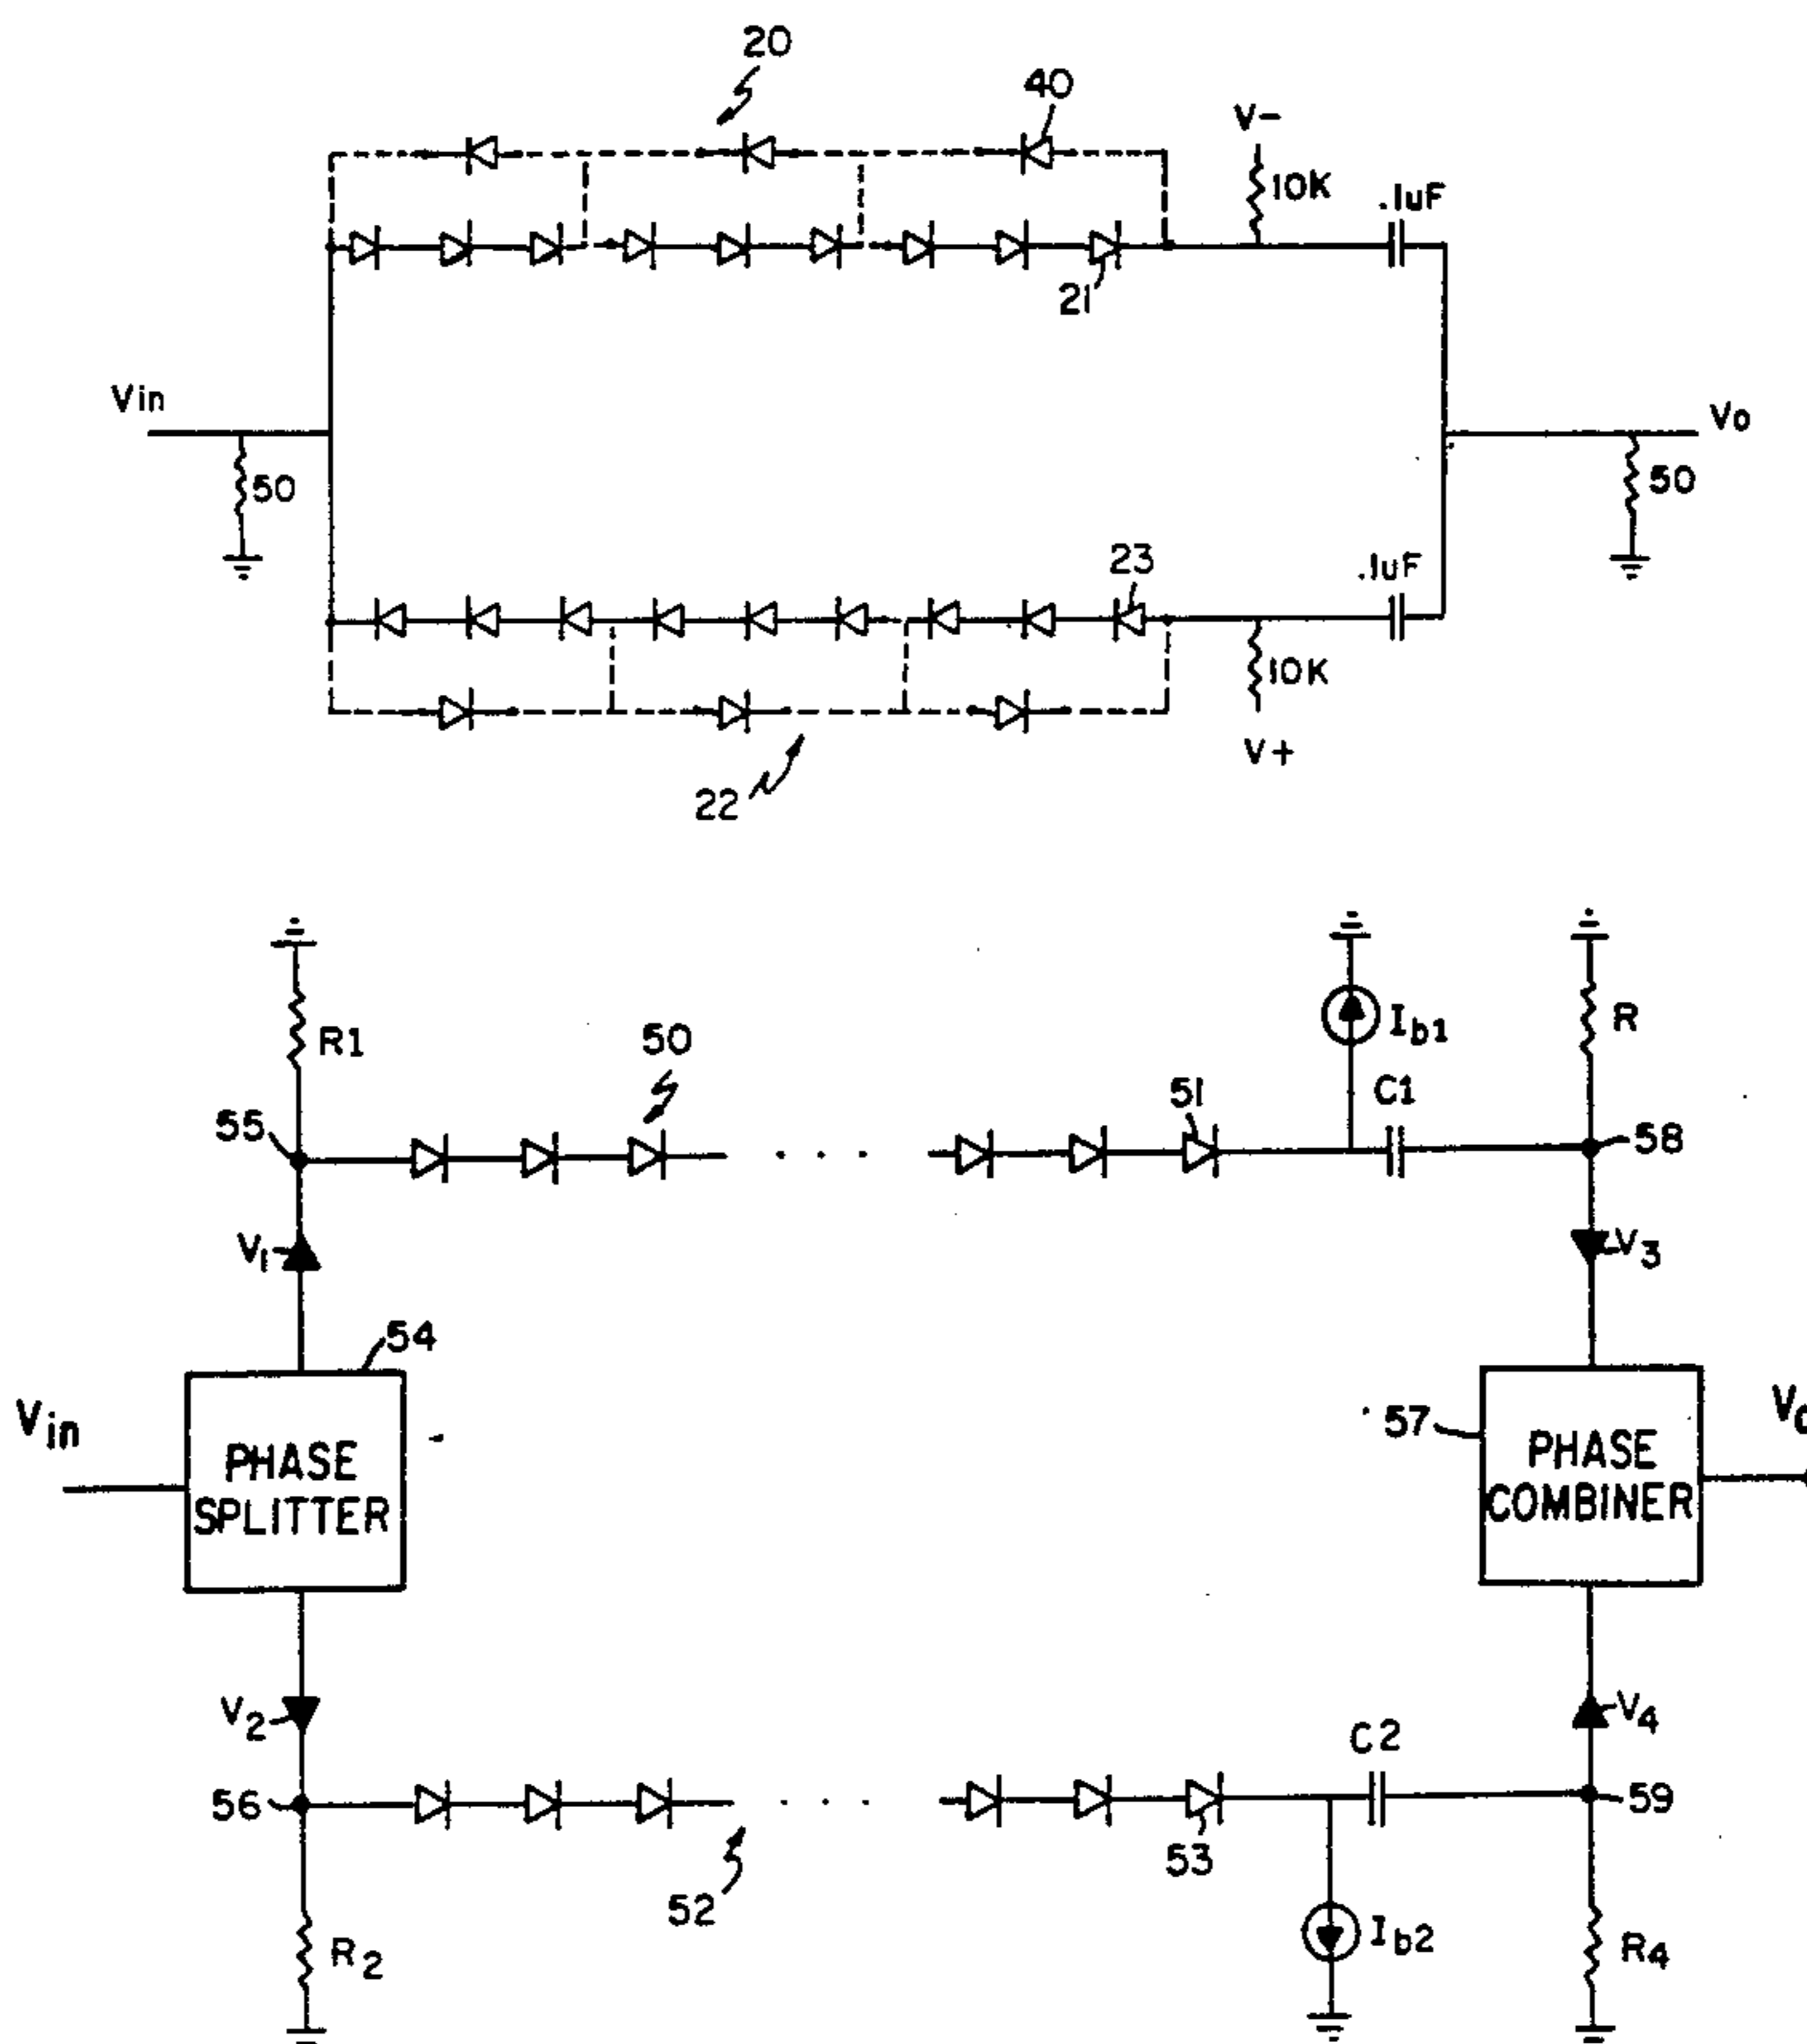 20
40
V-
10K
.1uF
21
Vin
50
Vo
50
23
.1uF
10K
V+
22
R1
50
Ib1
R
51
C1
55
58
V1
V3
54
Vin
57
PHASE
SPLITTER
PHASE
COMBINER
V2
V4
C2
56
59
53
52
Ib2
R2
R4